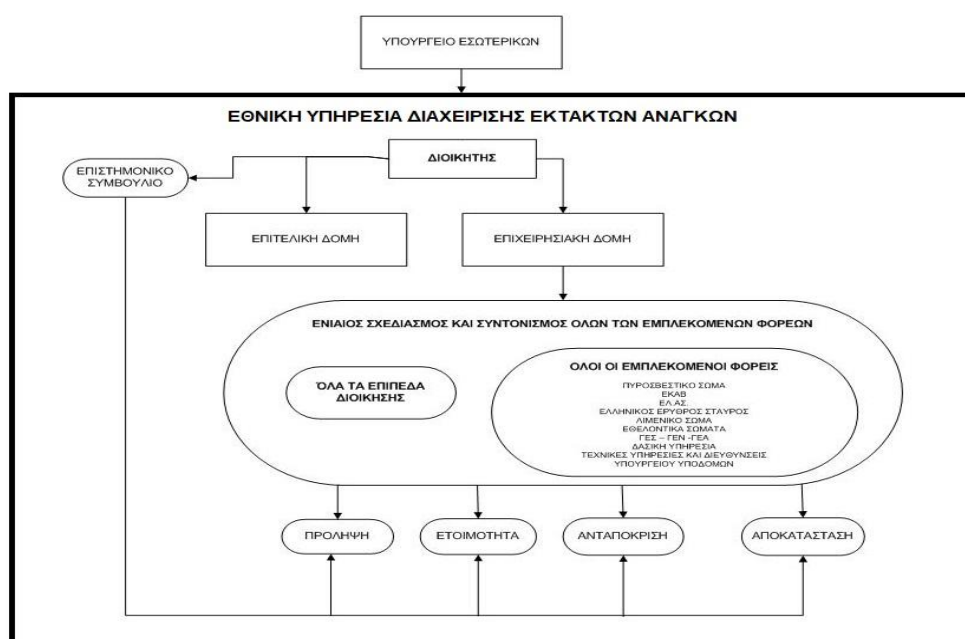 ΥΠΟΥΡΓΕΙΟ ΕΣΩΤΕΡΙΚΩΝ
ΕΘΝΙΚΗ ΥΠΗΡΕΣΙΑ ΔΙΑΧΕΙΡΙΣΗΣ ΕΚΤΑΚΤΩΝ ΑΝΑΓΚΩΝ
ΔΙΟΙΚΗΤΗΣ
ΕΠΙΣΤΗΜΟΝΙΚΟ
ΣΥΜΒΟΥΛΙΟ
ΕΠΙΤΕΛΙΚΗ ΔΟΜΗ
ΕΠΙΧΕΙΡΗΣΙΑΚΗ ΔΟΜΗ
ΕΝΙΑΙΟΣ ΣΧΕΔΙΑΣΜΟΣ ΚΑΙ ΣΥΝΤΟΝΙΣΜΟΣ ΟΛΩΝ ΤΩΝ ΕΜΠΛΕΚΟΜΕΝΩΝ ΦΟΡΕΩΝ
ΌΛΑ ΤΑ ΕΠΙΠΕΔΑ
ΔΙΟΙΚΗΣΗΣ
ΟΛΟΙ ΟΙ ΕΜΠΛΕΚΟΜΕΝΟΙ ΦΟΡΕΙΣ
ΠΥΡΟΣΒΕΣΤΙΚΟ ΣΩΜΑ
ΕΚΑΒ
ΕΛ.ΑΣ.
ΕΛΛΗΝΙΚΟΣ ΕΡΥΘΡΟΣ ΣΤΑΥΡΟΣ
ΛΙΜΕΝΙΚΟ ΣΩΜΑ
ΕΘΕΛΟΝΤΙΚΑ ΣΩΜΑΤΑ
ΓΕΣ – ΓΕΝ -ΓΕΑ
ΔΑΣΙΚΗ ΥΠΗΡΕΣΙΑ
ΤΕΧΝΙΚΕΣ ΥΠΗΡΕΣΙΕΣ ΚΑΙ ΔΙΕΥΘΥΝΣΕΙΣ
ΥΠΟΥΡΓΕΙΟΥ ΥΠΟΔΟΜΩΝ
ΠΡΟΛΗΨΗ
ΕΤΟΙΜΟΤΗΤΑ
ΑΝΤΑΠΟΚΡΙΣΗ
ΑΠΟΚΑΤΑΣΤΑΣΗ